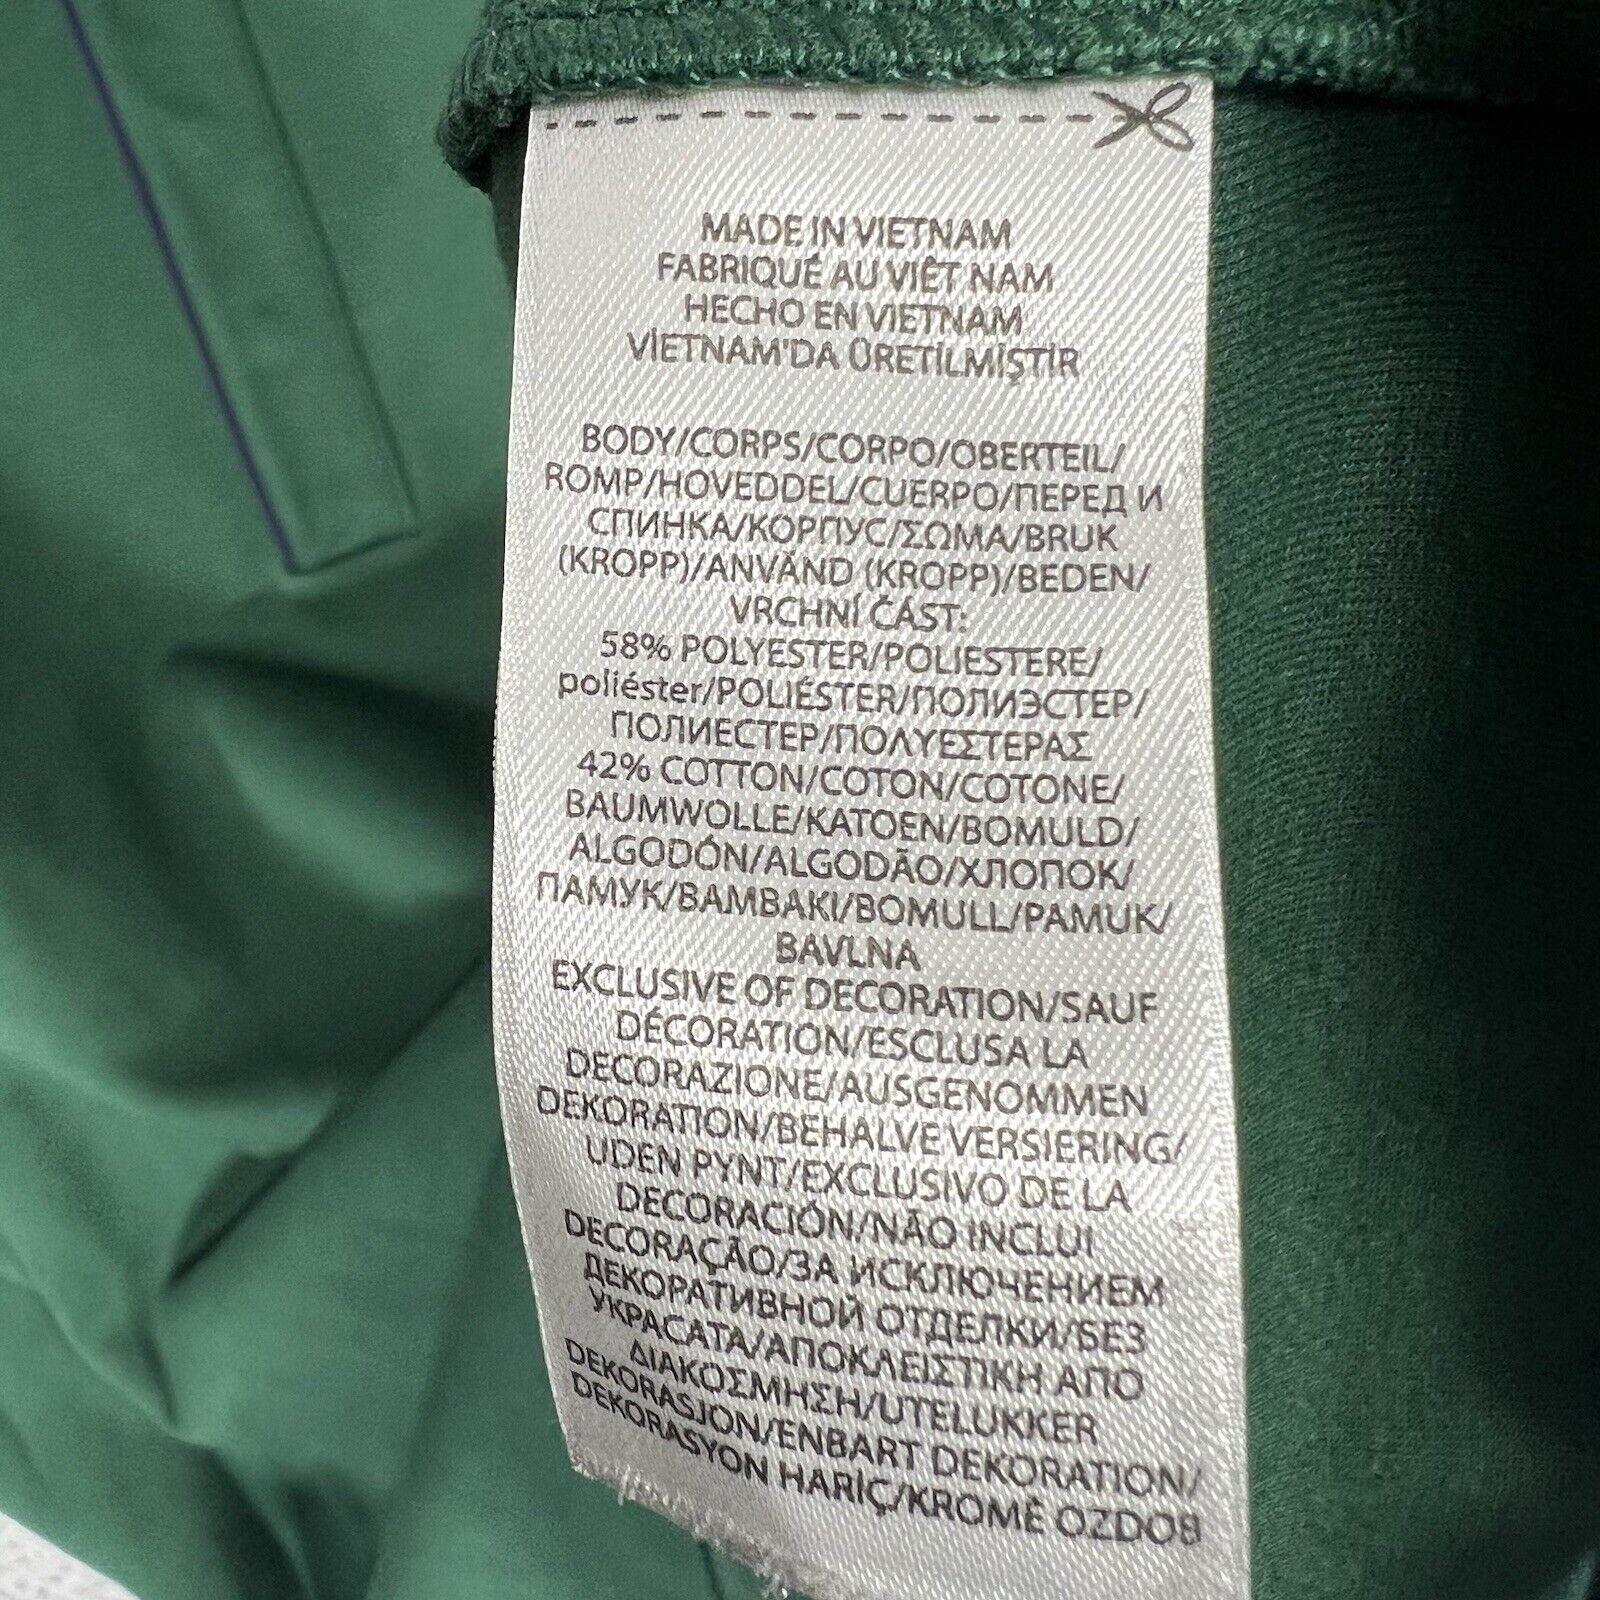 MADE IN VIETNAM
FABRIQUÉ AU VIÊT NAM
HECHO EN VIETNAM
VİETNAM'DA ÜRETİLMİŞTİR
BODY/CORPS/CORPO/OBERTEIL/
ROMP/HOVEDDEL/CUERPO/ПЕРЕД И
СПИНКА/КОРПУС/ΣΩΜΑ/BRUK
(KROPP)/ANVÄND (KROPP)/BEDEN/
VRCHNÍ ČÁST:
58% POLYESTER/POLIESTERE/
poliéster/POLIÉSTER/ПОЛИЭСТЕР/
ПОЛИЕСТЕР/ΠΟΛΥΕΣΤΕΡΑΣ
42% COTTON/COTON/COTONE/
BAUMWOLLE/KATOEN/BOMULD/
ALGODÓN/ALGODÃO/ХЛОПОК/
ПАМУК/ΒΑΜΒΑΚΙ/BOMULL/PAMUK/
BAVLNA
EXCLUSIVE OF DECORATION/SAUF
DÉCORATION/ESCLUSA LA
DECORAZIONE/AUSGENOMMEN
DEKORATION/BEHALVE VERSIERING/
UDEN PYNT/EXCLUSIVO DE LA
DECORACIÓN/NÃO INCLUI
DECORAÇÃO/ЗА ИСКЛЮЧЕНИЕМ
ДЕКОРАТИВНОЙ ОТДЕЛКИ/БЕЗ
УКРАСАТА/ΑΠΟΚΛΕΙΣΤΙΚΗ ΑΠΟ
ΔΙΑΚΟΣΜΗΣΗ/UTELUKKER
DEKORASJON/ENBART DEKORATION/
DEKORASYON HARİÇ/KROMĚ OZDOB